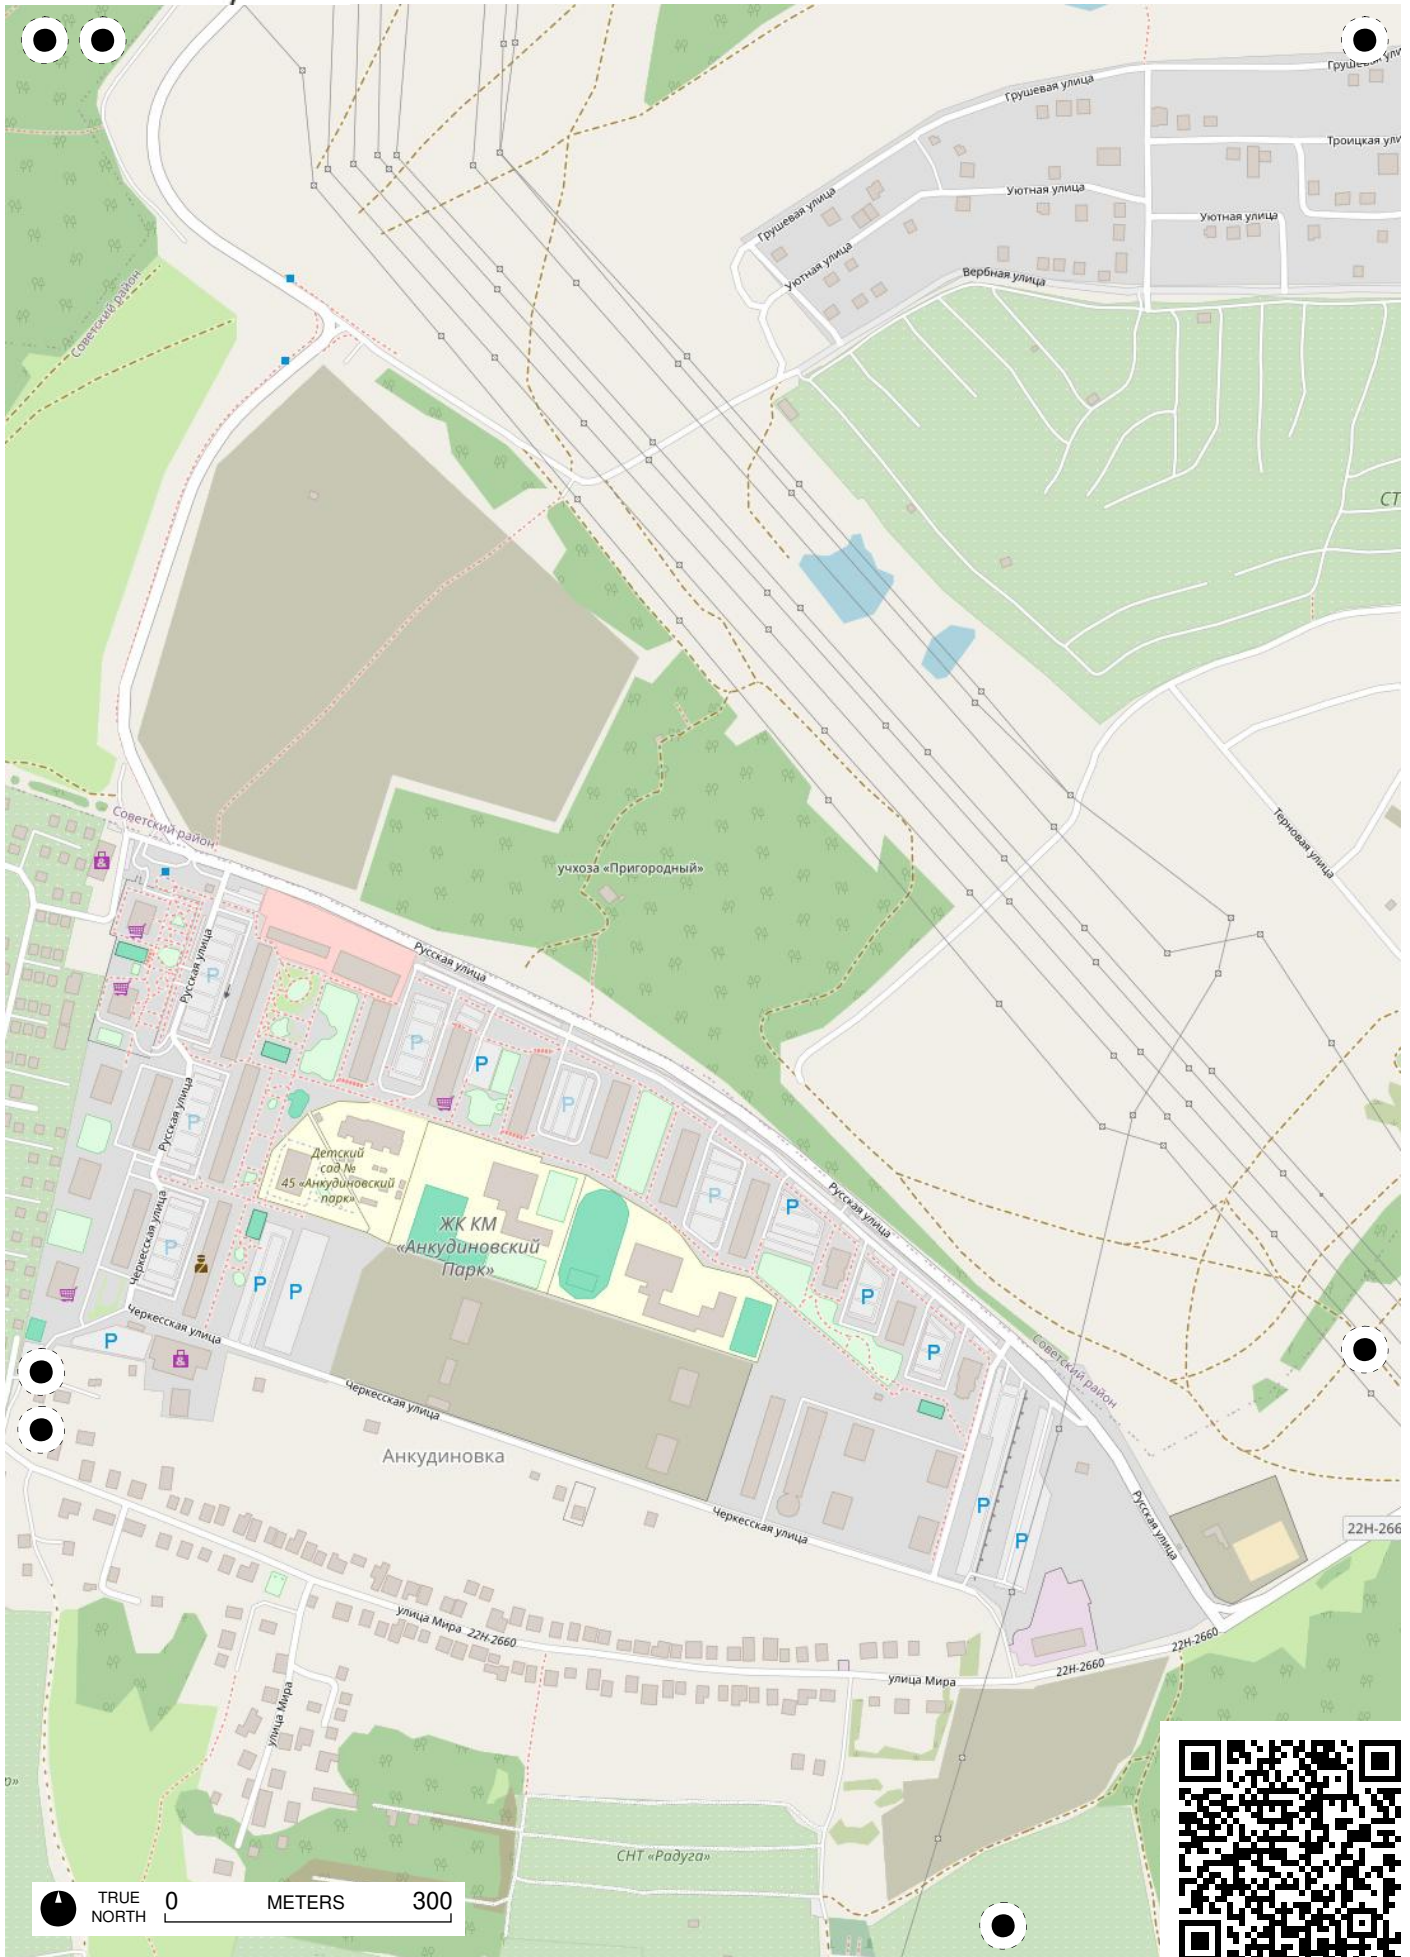 Грушевая ули
Грушевая улица
Троицкая ули
Уютная улица
Грушевая улица
Уютная улица
Уютная улица
Вербная улица
Советский район
СТ
Советский район
Терновая улица
учхоза «Пригородный»
Русская улица
Русская улица
P
P
P
Русская улица
P
P
Детский
сад №
45 «Анкудиновский
парк»
P
P
Русская улица
Черкесская улица
ЖК КМ
«Анкудиновский
Парк»
P
P
P
P
Черкесская улица
P
P
Советский район
Черкесская улица
Анкудиновка
P
Русская улица
Черкесская улица
P
22Н-266
улица Мира 22Н-2660
22Н-2660
22Н-2660
улица Мира
улица Мира
р»
СНТ «Радуга»
TRUE
NORTH
0 METERS 300